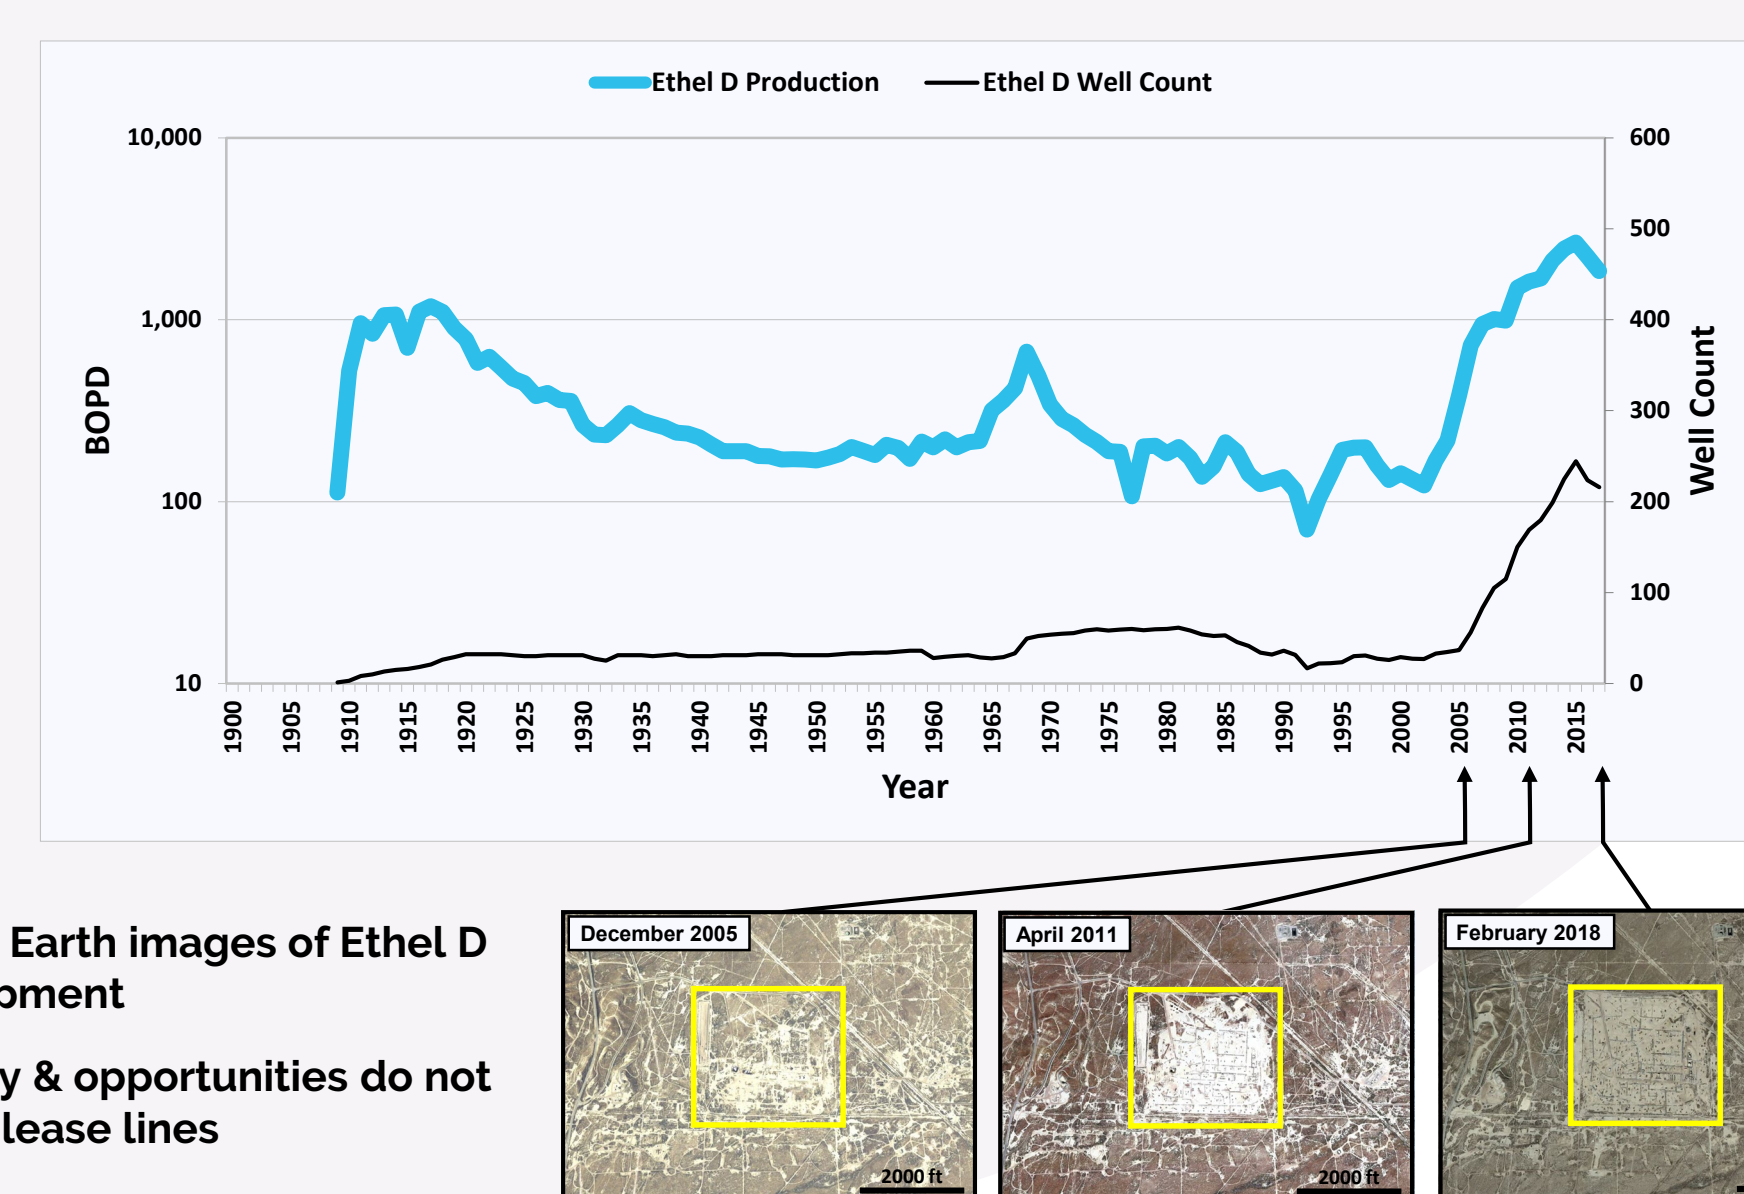 Ethel D Production Ethel D Well Count
10,000
1,000
100
10
BOPD
600
500
400
300
200
100
0
Well Count
1900 1905 1910 1915 1920 1925 1930 1935 1940 1945 1950 1955 1960 1965 1970 1975 1980 1985 1990 1995 2000 2005 2010 2015
Year
Earth images of Ethel D
& opportunities do not
lease lines
December 2005
2000 ft
April 2011
2000 ft
February 2018